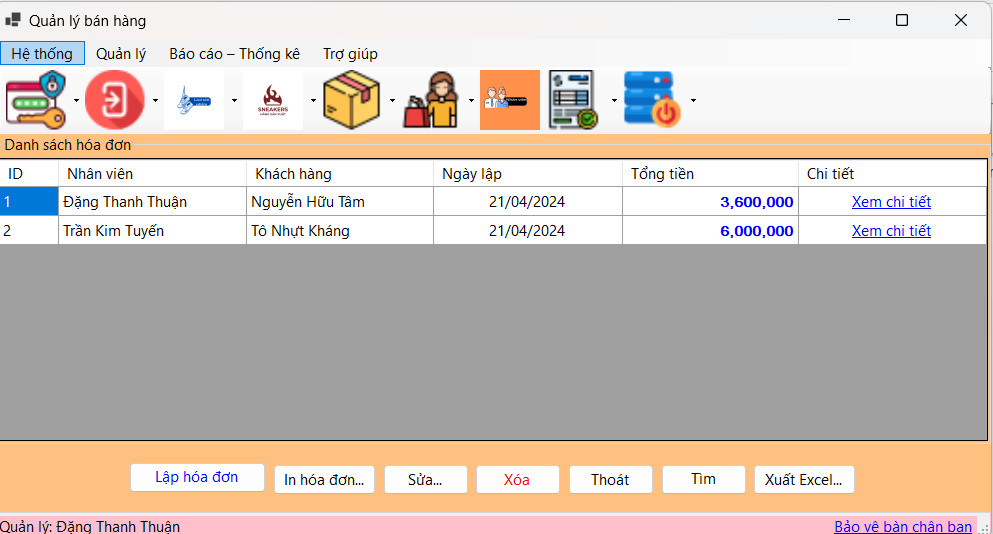 Quản lý bán hàng
Hệ thống Quản lý Báo cáo – Thống kê Trợ giúp
SNEAKERS
Danh sách hóa đơn
ID Nhân viên Khách hàng Ngày lập Tổng tiền Chi tiết
1 Đặng Thanh Thuận Nguyễn Hữu Tâm 21/04/2024 3,600,000 Xem chi tiết
2 Trần Kim Tuyến Tô Nhựt Kháng 21/04/2024 6,000,000 Xem chi tiết
Lập hóa đơn In hóa đơn... Sửa... Xóa Thoát Tìm Xuất Excel...
Quản lý: Đặng Thanh Thuận Bảo vệ bàn chân bạn